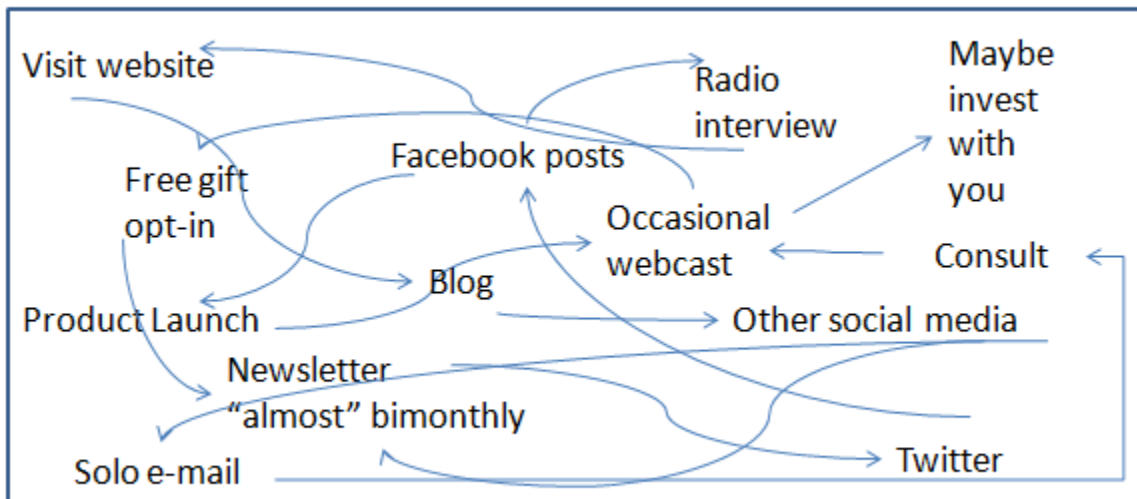 Visit website
Radio
interview
Maybe
invest
with
you
Facebook posts
Free gift
opt-in
Occasional
webcast
Consult
Blog
Product Launch
Other social media
Newsletter
“almost” bimonthly
Twitter
Solo e-mail